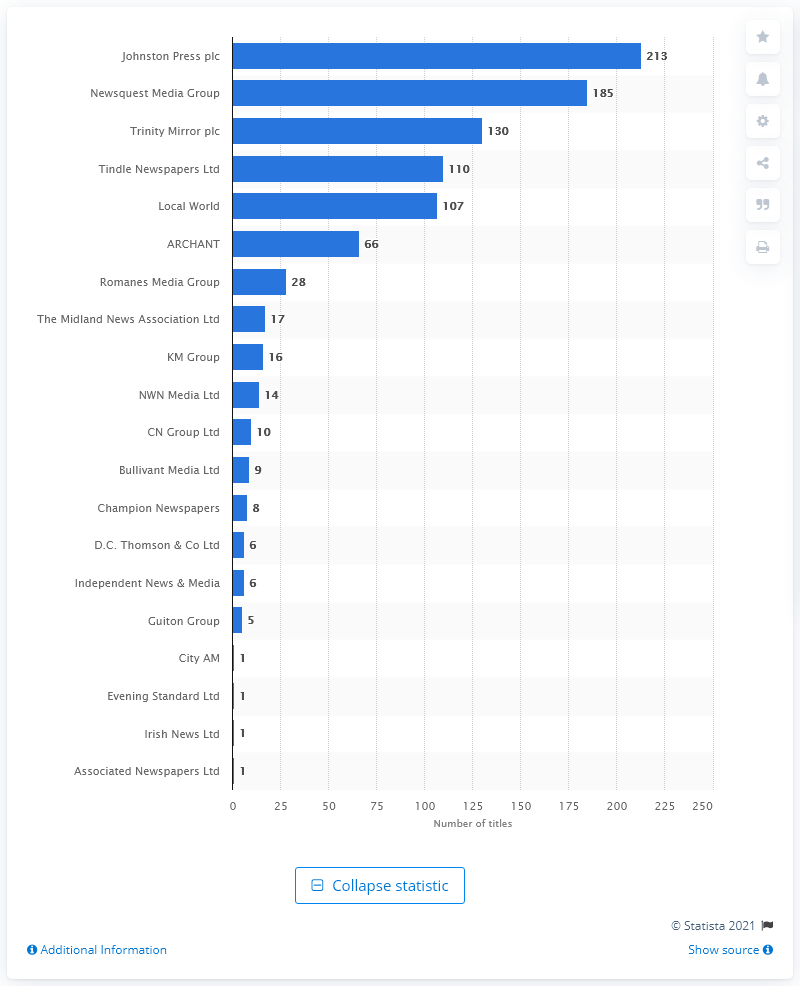 Johnston Press plc 213
Newsquest Media Group 185
Trinity Mirror plc 130
Tindle Newspapers Ltd 110
Local World 107
ARCHANT 66
Romanes Media Group 28
The Midland News Association Ltd 17
KM Group 16
NWN Media Ltd 14
CN Group Ltd 10
Bullivant Media Ltd 9
Champion Newspapers 8
D.C. Thomson & Co Ltd 6
Independent News & Media 6
Guiton Group 5
City AM 1
Evening Standard Ltd 1
Irish News Ltd 1
Associated Newspapers Ltd 1
0 25 50 75 100 125 150 175 200 225 250
Number of titles
Collapse statistic
© Statista 2021
Additional Information
Show source